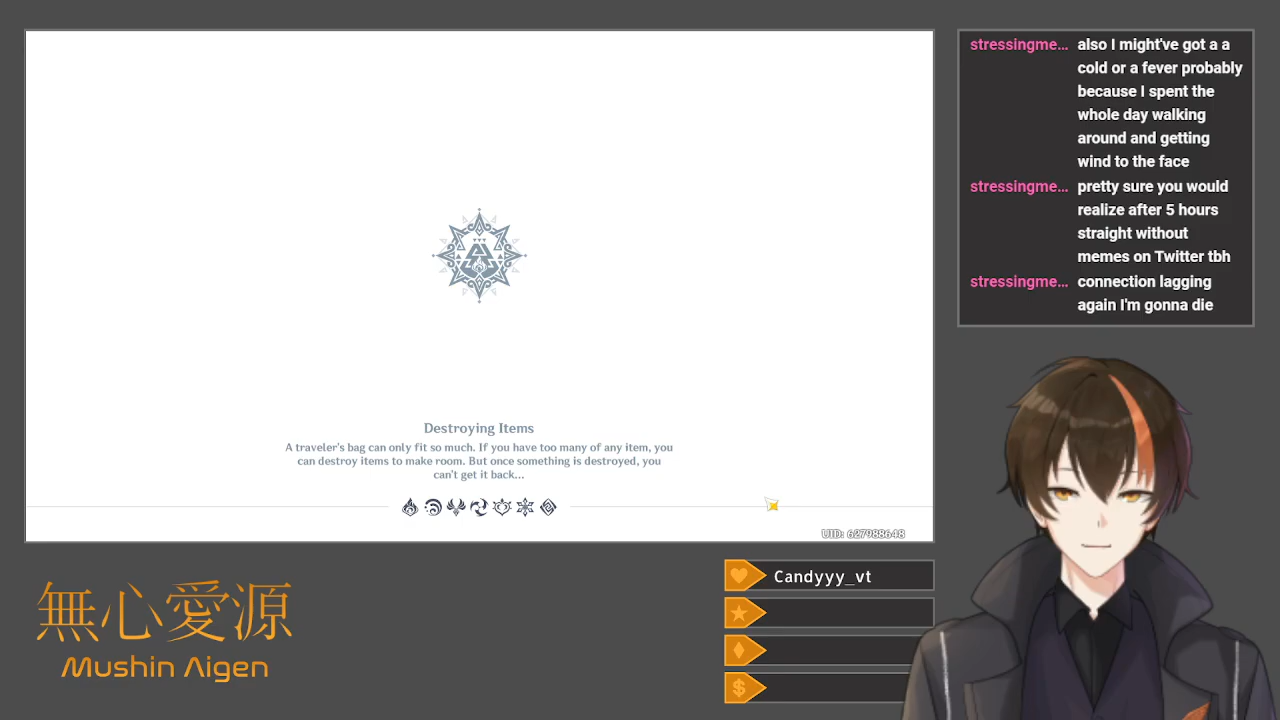 stressingme... also I might've got a a
cold or a fever probably
because I spent the
whole day walking
around and getting
wind to the face
stressingme... pretty sure you would
realize after 5 hours
straight without
memes on Twitter tbh
stressingme... connection lagging
again I'm gonna die
Destroying Items
A traveler's bag can only fit so much. If you have too many of any item, you
can destroy items to make room. But once something is destroyed, you
can't get it back...
UID: 627988648
Candyyy_vt
無心愛源
Mushin Aigen